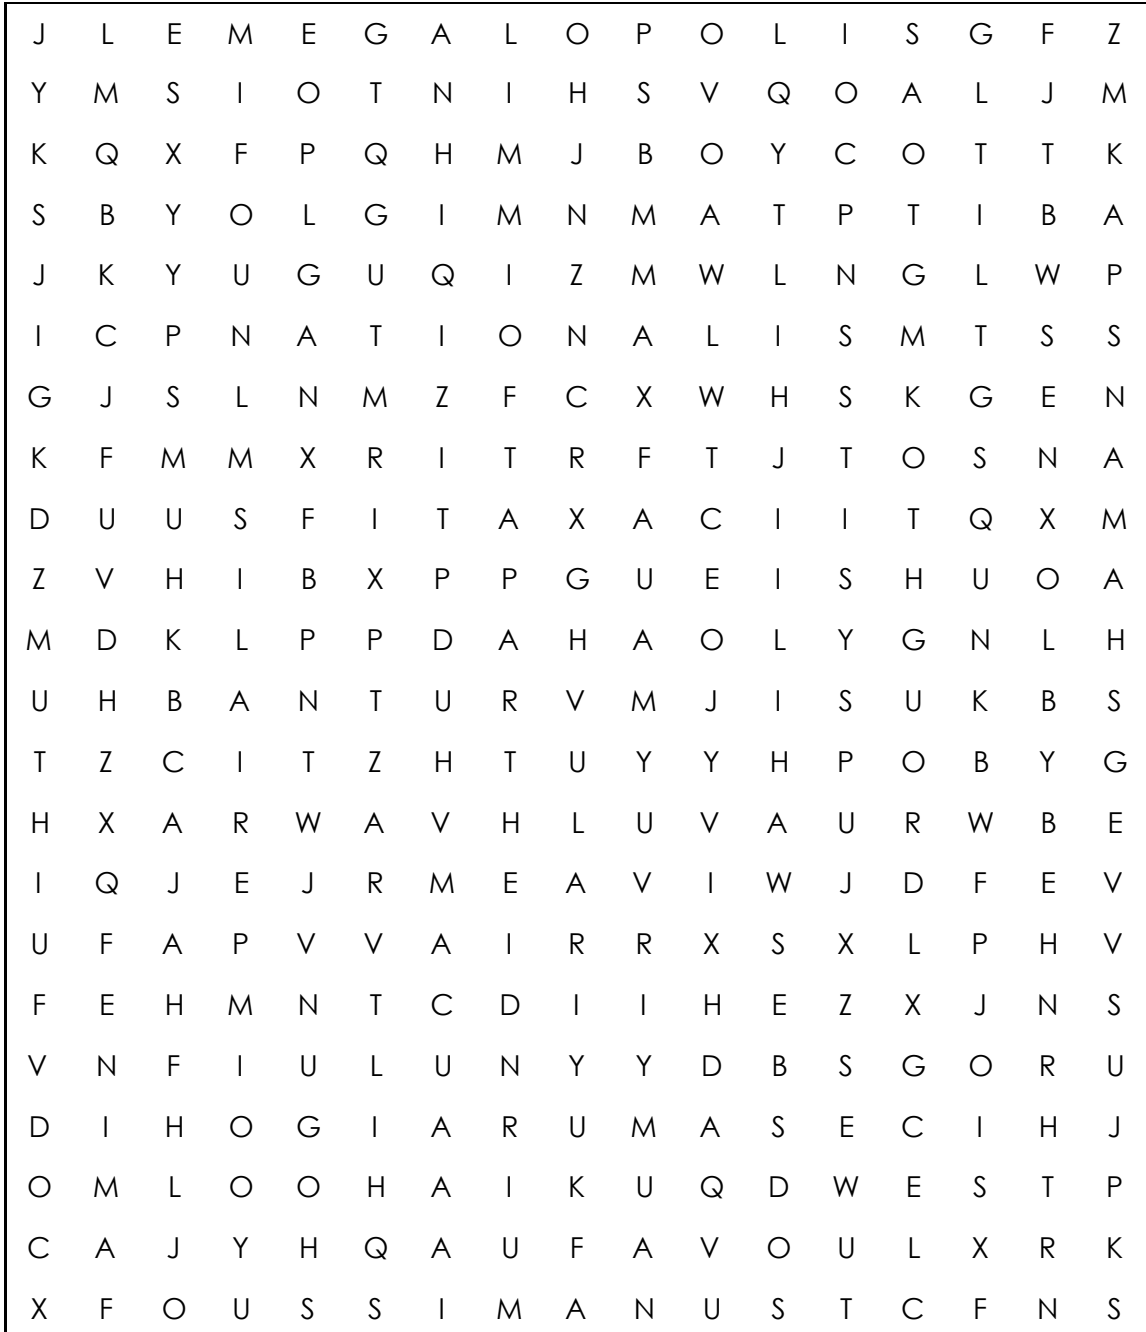 J L E M E G A L O P O L I S G F Z
Y M S I O T N I H S V Q O A L J M
K Q X F P Q H M J B O Y C O T T K
S B Y O L G I M N M A T P T I B A
J K Y U G U Q I Z M W L N G L W P
I C P N A T I O N A L I S M T S S
G J S L N M Z F C X W H S K G E N
K F M M X R I T R F T J T O S N A
D U U S F I T A X A C I I T Q X M
Z V H I B X P P G U E I S H U O A
M D K L P P D A H A O L Y G N L H
U H B A N T U R V M J I S U K B S
T Z C I T Z H T U Y Y H P O B Y G
H X A R W A V H L U V A U R W B E
I Q J E J R M E A V I W J D F E V
U F A P V V A I R R X S X L P H V
F E H M N T C D I I H E Z X J N S
V N F I U L U N Y Y D B S G O R U
D I H O G I A R U M A S E C I H J
O M L O O H A I K U Q D W E S T P
C A J Y H Q A U F A V O U L X R K
X F O U S S I M A N U S T C F N S